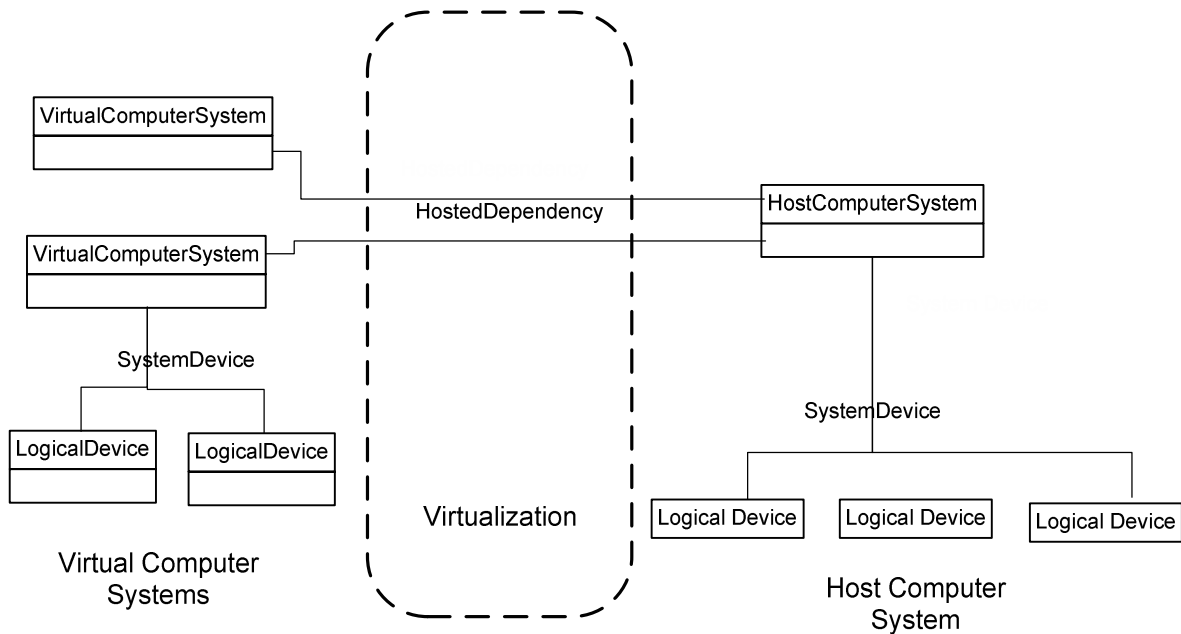 VirtualComputerSystem
HostedDependency
HostComputerSystem
VirtualComputerSystem
SystemDevice
SystemDevice
LogicalDevice
LogicalDevice
Logical Device
Logical Device
Logical Device
Virtualization
Virtual Computer
Systems
Host Computer
System